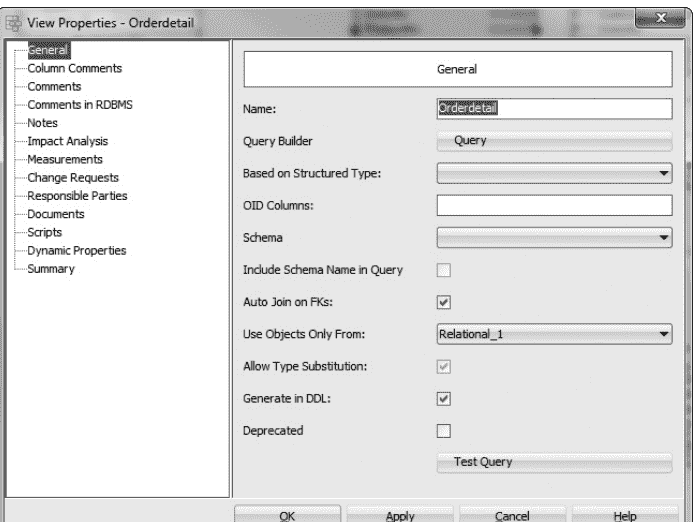 View Properties - Orderdetail
X
General
Column Comments
Comments
Comments in RDBMS
Notes
Impact Analysis
Measurements
Change Requests
Responsible Parties
Documents
Scripts
Dynamic Properties
Summary
General
Name: Orderdetail
Query Builder Query
Based on Structured Type:
OID Columns:
Schema
Include Schema Name in Query
Auto Join on FKs:
Use Objects Only From: Relational_1
Allow Type Substitution:
Generate in DDL:
Deprecated
Test Query
OK Apply Cancel Help